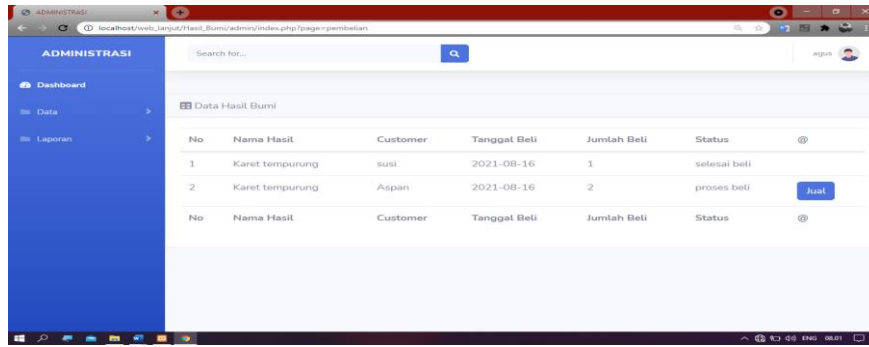 ADMINISTRASI
localhost/web_lanjut/Hasil_Bumi/admin/index.php?page=pembelian
ADMINISTRASI
Search for...
agus
Dashboard
Data
Laporan
Data Hasil Bumi
No Nama Hasil Customer Tanggal Beli Jumlah Beli Status @
1 Karet tempurung susi 2021-08-16 1 selesai beli
2 Karet tempurung Aspan 2021-08-16 2 proses beli Jual
No Nama Hasil Customer Tanggal Beli Jumlah Beli Status @
ENG 08.01